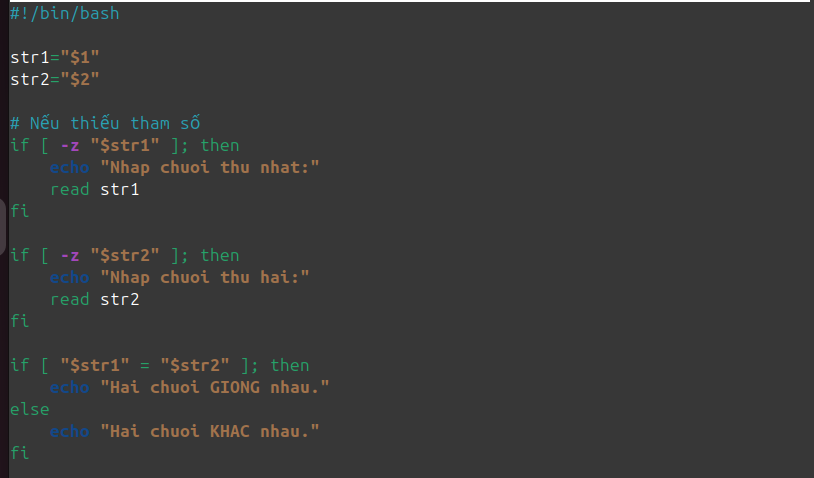 #!/bin/bash
str1="$1"
str2="$2"
# Nếu thiếu tham số
if [ -z "$str1" ]; then
    echo "Nhap chuoi thu nhat:"
    read str1
fi
if [ -z "$str2" ]; then
    echo "Nhap chuoi thu hai:"
    read str2
fi
if [ "$str1" = "$str2" ]; then
    echo "Hai chuoi GIONG nhau."
else
    echo "Hai chuoi KHAC nhau."
fi